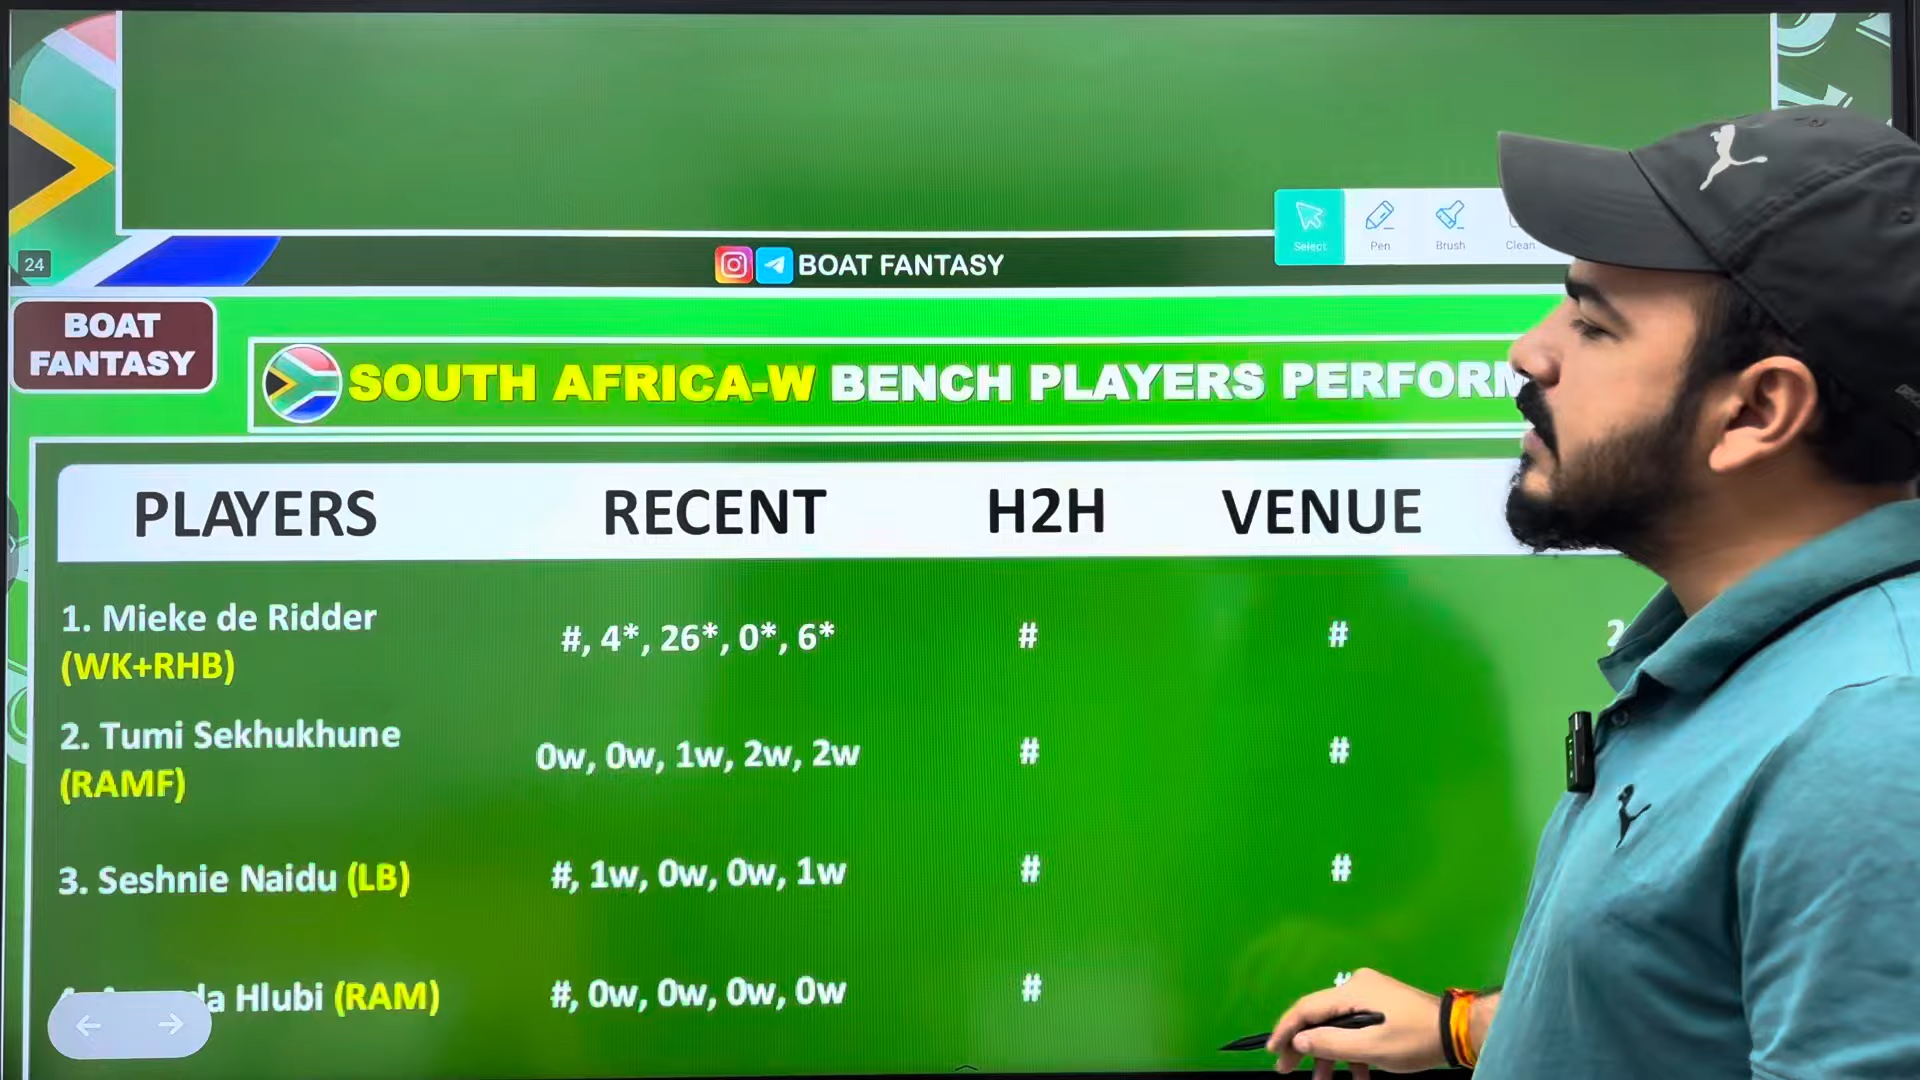 24
BOAT FANTASY
Select Pen Brush Clean
BOAT
FANTASY
SOUTH AFRICA-W BENCH PLAYERS
PLAYERS RECENT H2H VENUE
1. Mieke de Ridder
(WK+RHB) #, 4*, 26*, 0*, 6* # #
2. Tumi Sekhukhune
(RAMF) 0w, 0w, 1w, 2w, 2w # #
3. Seshnie Naidu (LB) #, 1w, 0w, 0w, 1w # #
Hlubi (RAM) #, 0w, 0w, 0w, 0w # #